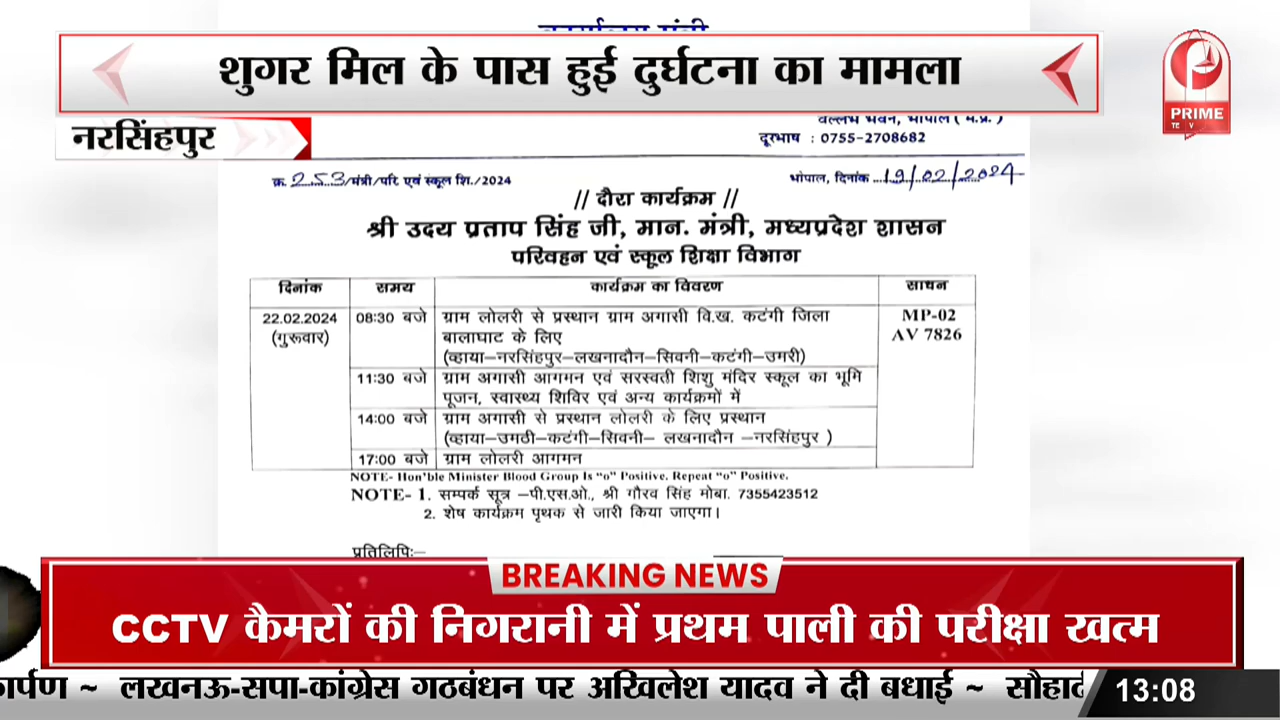 शुगर मिल के पास हुई दुर्घटना का मामला
PRIME
नरसिंहपुर
वल्लभ भवन, भोपाल ( म.प्र. )
दूरभाष : 0755-2708682
क्र. 253/मंत्री/परि. एवं स्कूल शि./2024
भोपाल, दिनांक 19/02/2024
// दौरा कार्यक्रम //
श्री उदय प्रताप सिंह जी, मान. मंत्री, मध्यप्रदेश शासन
परिवहन एवं स्कूल शिक्षा विभाग
दिनांक समय कार्यक्रम का विवरण साधन
22.02.2024 08:30 बजे ग्राम लोलरी से प्रस्थान ग्राम अगासी वि.ख. कटंगी जिला MP-02
(गुरूवार) बालाघाट के लिए AV 7826
(व्हाया–नरसिंहपुर–लखनादौन–सिवनी–कटंगी–उमरी)
11:30 बजे ग्राम अगासी आगमन एवं सरस्वती शिशु मंदिर स्कूल का भूमि
पूजन, स्वास्थ्य शिविर एवं अन्य कार्यक्रमों में
14:00 बजे ग्राम अगासी से प्रस्थान लोलरी के लिए प्रस्थान
(व्हाया–उमठी–कटंगी–सिवनी– लखनादौन –नरसिंहपुर )
17:00 बजे ग्राम लोलरी आगमन
NOTE- Hon'ble Minister Blood Group Is "o" Positive. Repeat "o" Positive.
NOTE- 1. सम्पर्क सूत्र –पी.एस.ओ., श्री गौरव सिंह मोबा. 7355423512
2. शेष कार्यक्रम पृथक से जारी किया जाएगा।
प्रतिलिपिः–
BREAKING NEWS
CCTV कैमरों की निगरानी में प्रथम पाली की परीक्षा खत्म
र्पण ~ लखनऊ-सपा-कांग्रेस गठबंधन पर अखिलेश यादव ने दी बधाई ~ सौहार्द
13:08